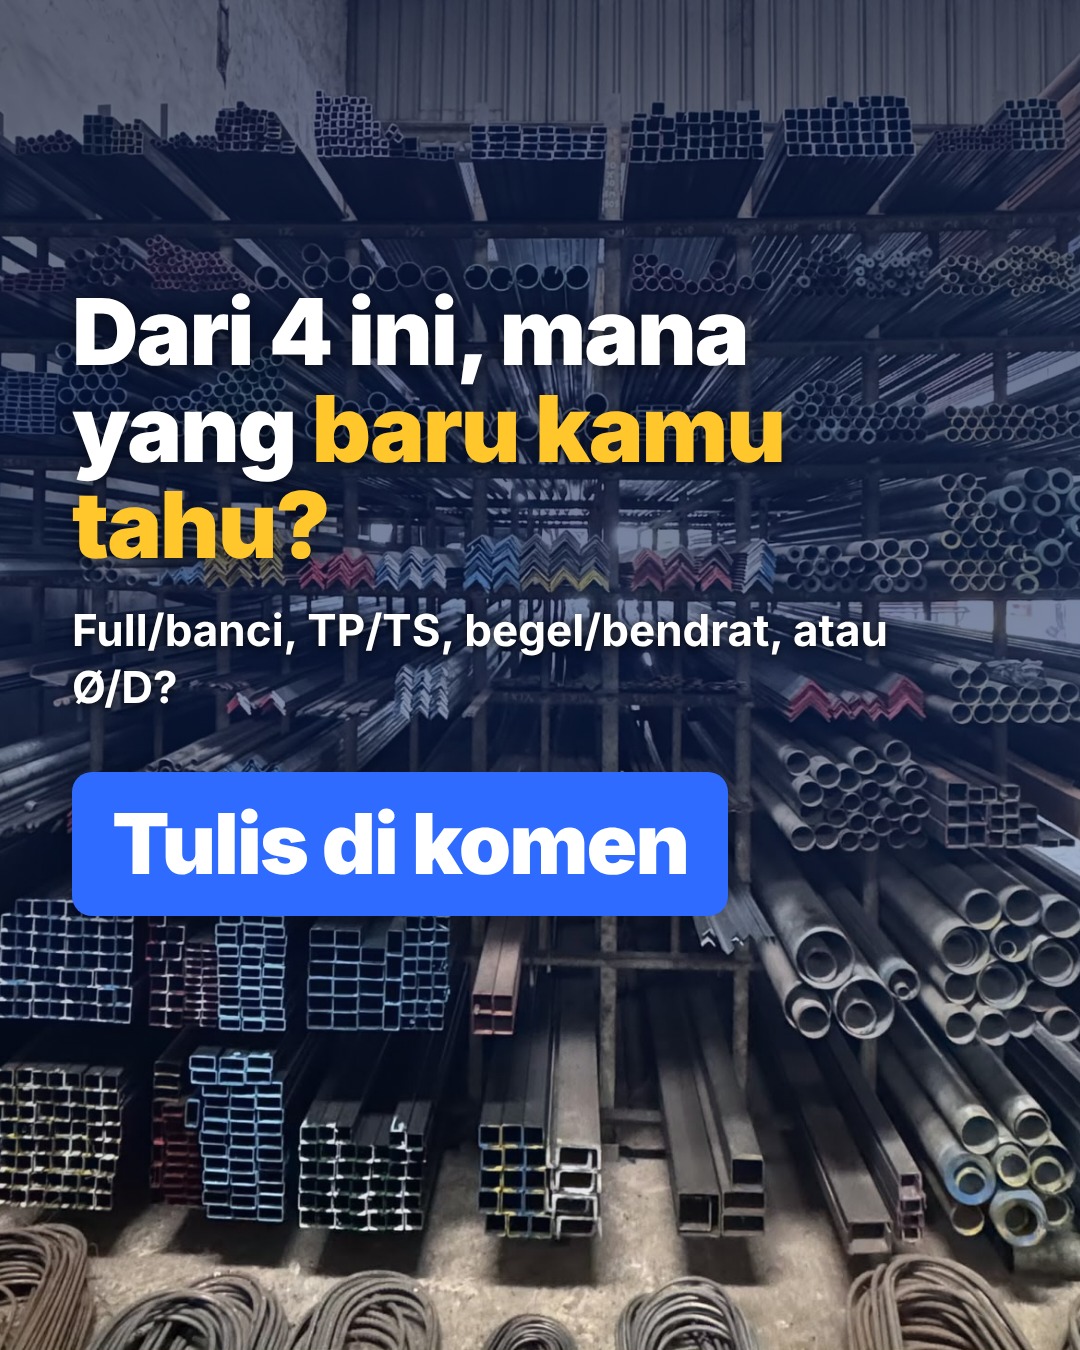 Dari 4 ini, mana
yang baru kamu
tahu?
Full/banci, TP/TS, begel/bendrat, atau
Ø/D?
Tulis di komen